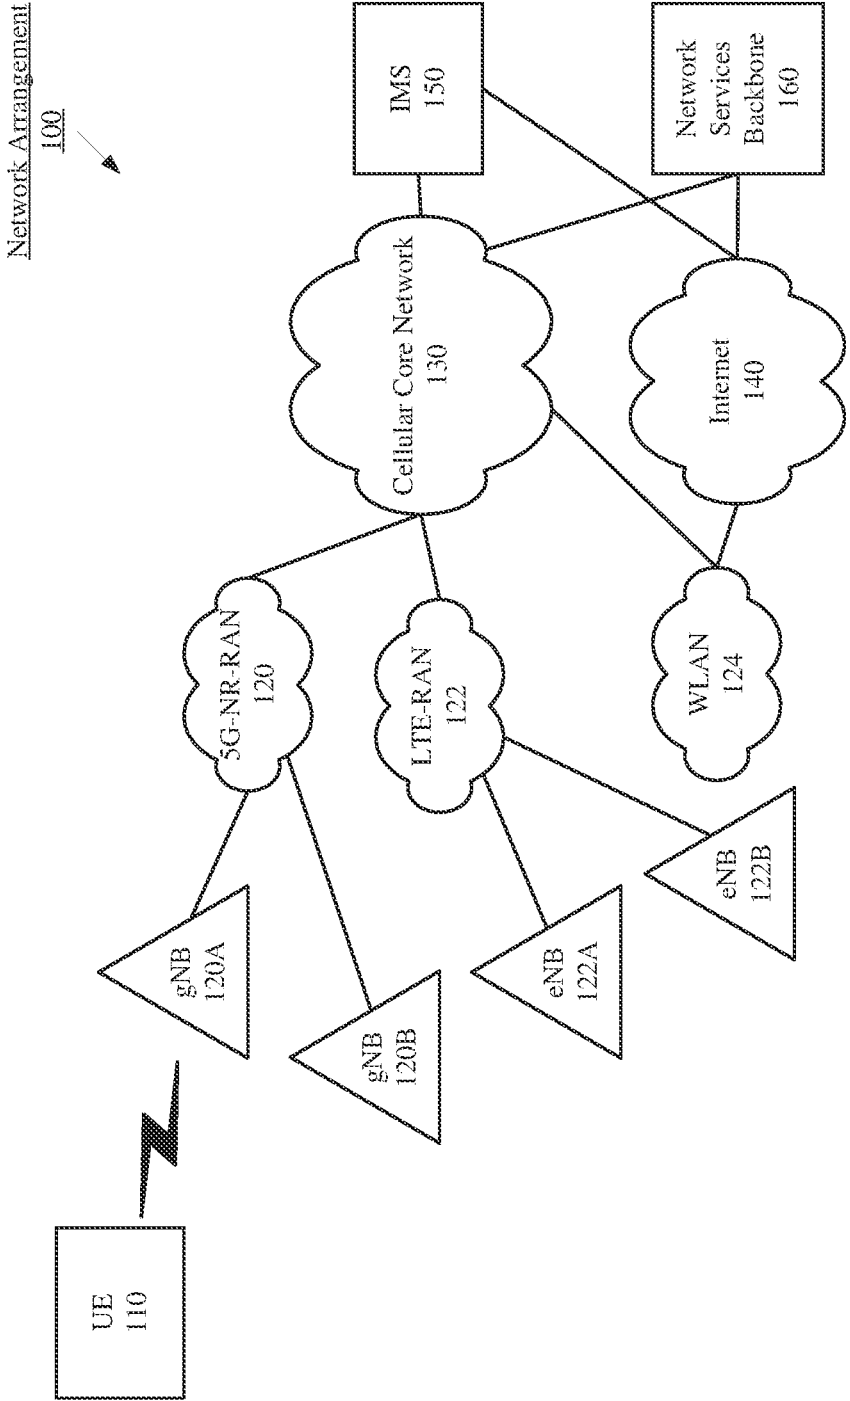 Network Arrangement
100
UE
110
gNB
120A
gNB
120B
eNB
122A
eNB
122B
5G-NR-RAN
120
LTE-RAN
122
WLAN
124
Cellular Core Network
130
Internet
140
IMS
150
Network
Services
Backbone
160